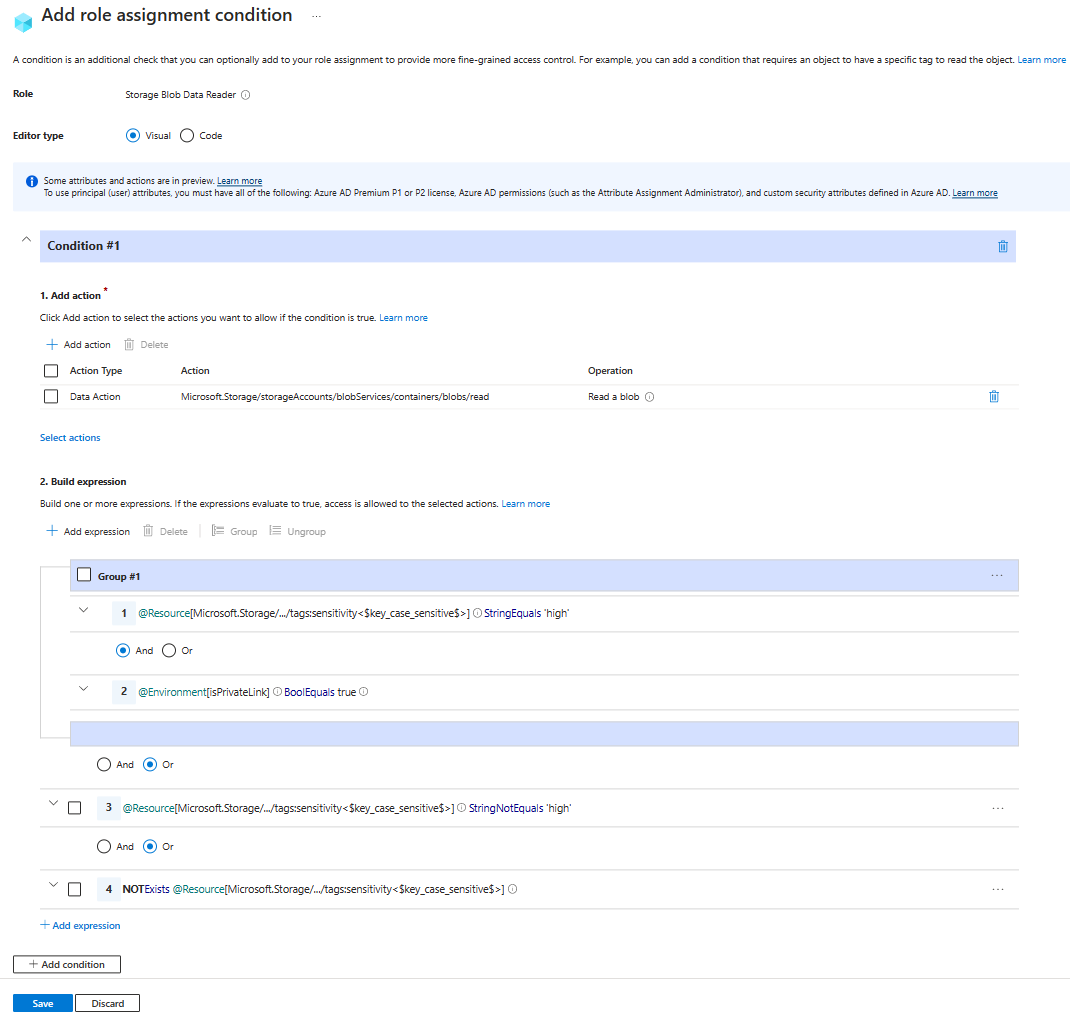 Add role assignment condition ...
A condition is an additional check that you can optionally add to your role assignment to provide more fine-grained access control. For example, you can add a condition that requires an object to have a specific tag to read the object. Learn more
Role Storage Blob Data Reader
Editor type Visual Code
Some attributes and actions are in preview. Learn more
To use principal (user) attributes, you must have all of the following: Azure AD Premium P1 or P2 license, Azure AD permissions (such as the Attribute Assignment Administrator), and custom security attributes defined in Azure AD. Learn more
Condition #1
1. Add action *
Click Add action to select the actions you want to allow if the condition is true. Learn more
+ Add action Delete
Action Type Action Operation
Data Action Microsoft.Storage/storageAccounts/blobServices/containers/blobs/read Read a blob
Select actions
2. Build expression
Build one or more expressions. If the expressions evaluate to true, access is allowed to the selected actions. Learn more
+ Add expression Delete Group Ungroup
Group #1 ...
1 @Resource[Microsoft.Storage/.../tags:sensitivity<$key_case_sensitive$>] StringEquals 'high'
And Or
2 @Environment[isPrivateLink] BoolEquals true
And Or
3 @Resource[Microsoft.Storage/.../tags:sensitivity<$key_case_sensitive$>] StringNotEquals 'high' ...
And Or
4 NOTExists @Resource[Microsoft.Storage/.../tags:sensitivity<$key_case_sensitive$>] ...
+ Add expression
+ Add condition
Save Discard